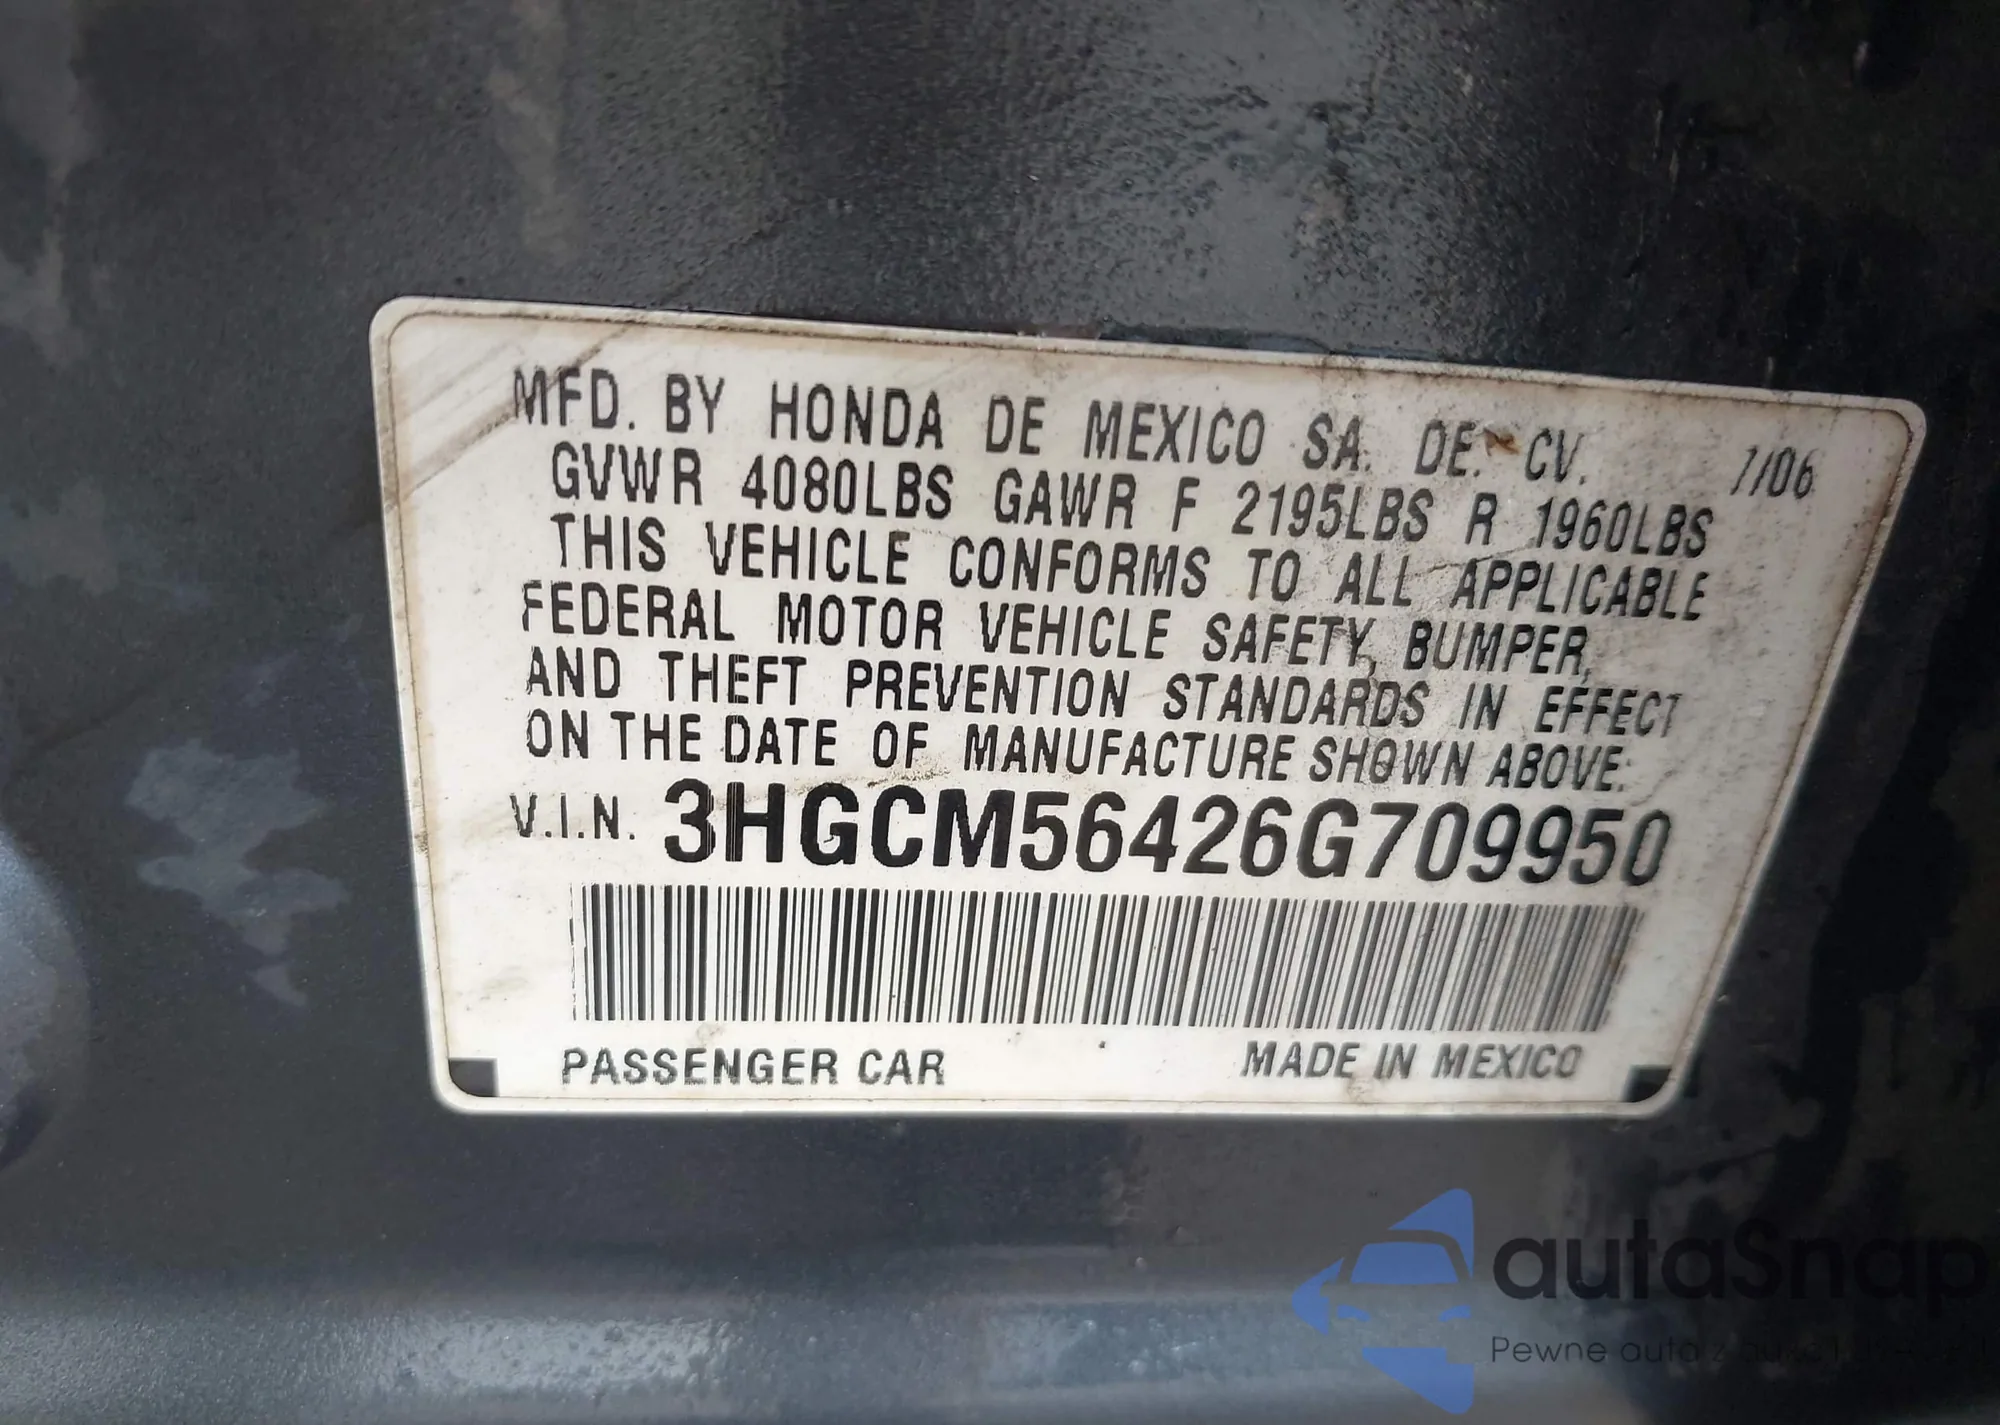 MFD. BY HONDA DE MEXICO SA. DE. CV. 7/06
GVWR 4080LBS GAWR F 2195LBS R 1960LBS
THIS VEHICLE CONFORMS TO ALL APPLICABLE
FEDERAL MOTOR VEHICLE SAFETY, BUMPER,
AND THEFT PREVENTION STANDARDS IN EFFECT
ON THE DATE OF MANUFACTURE SHOWN ABOVE.
V.I.N. 3HGCM56426G709950
PASSENGER CAR MADE IN MEXICO
autaSnap
Pewne auta z